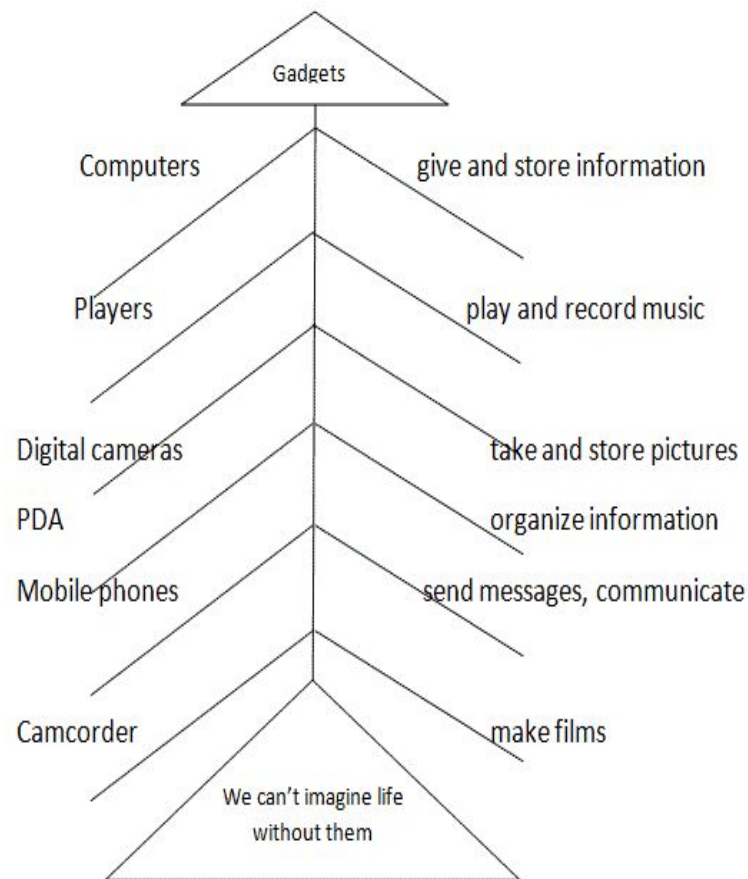 Gadgets
Computers
give and store information
Players
play and record music
Digital cameras
take and store pictures
PDA
organize information
Mobile phones
send messages, communicate
Camcorder
make films
We can't imagine life
without them